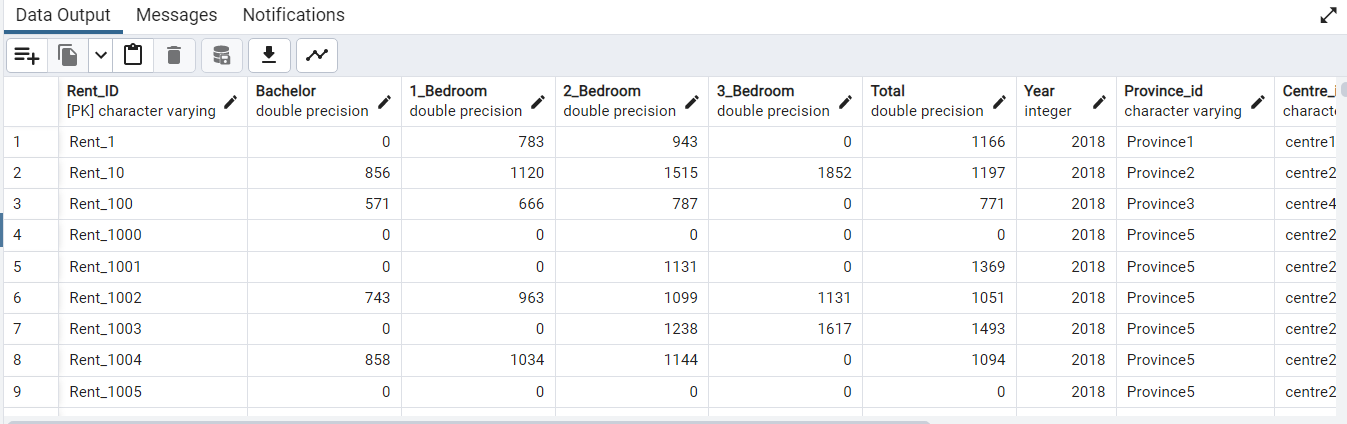 Data Output Messages Notifications
Rent_ID Bachelor 1_Bedroom 2_Bedroom 3_Bedroom Total Year Province_id Centre_i
[PK] character varying double precision double precision double precision double precision double precision integer character varying charact
1 Rent_1 0 783 943 0 1166 2018 Province1 centre1
2 Rent_10 856 1120 1515 1852 1197 2018 Province2 centre2
3 Rent_100 571 666 787 0 771 2018 Province3 centre4
4 Rent_1000 0 0 0 0 0 2018 Province5 centre2
5 Rent_1001 0 0 1131 0 1369 2018 Province5 centre2
6 Rent_1002 743 963 1099 1131 1051 2018 Province5 centre2
7 Rent_1003 0 0 1238 1617 1493 2018 Province5 centre2
8 Rent_1004 858 1034 1144 0 1094 2018 Province5 centre2
9 Rent_1005 0 0 0 0 0 2018 Province5 centre2